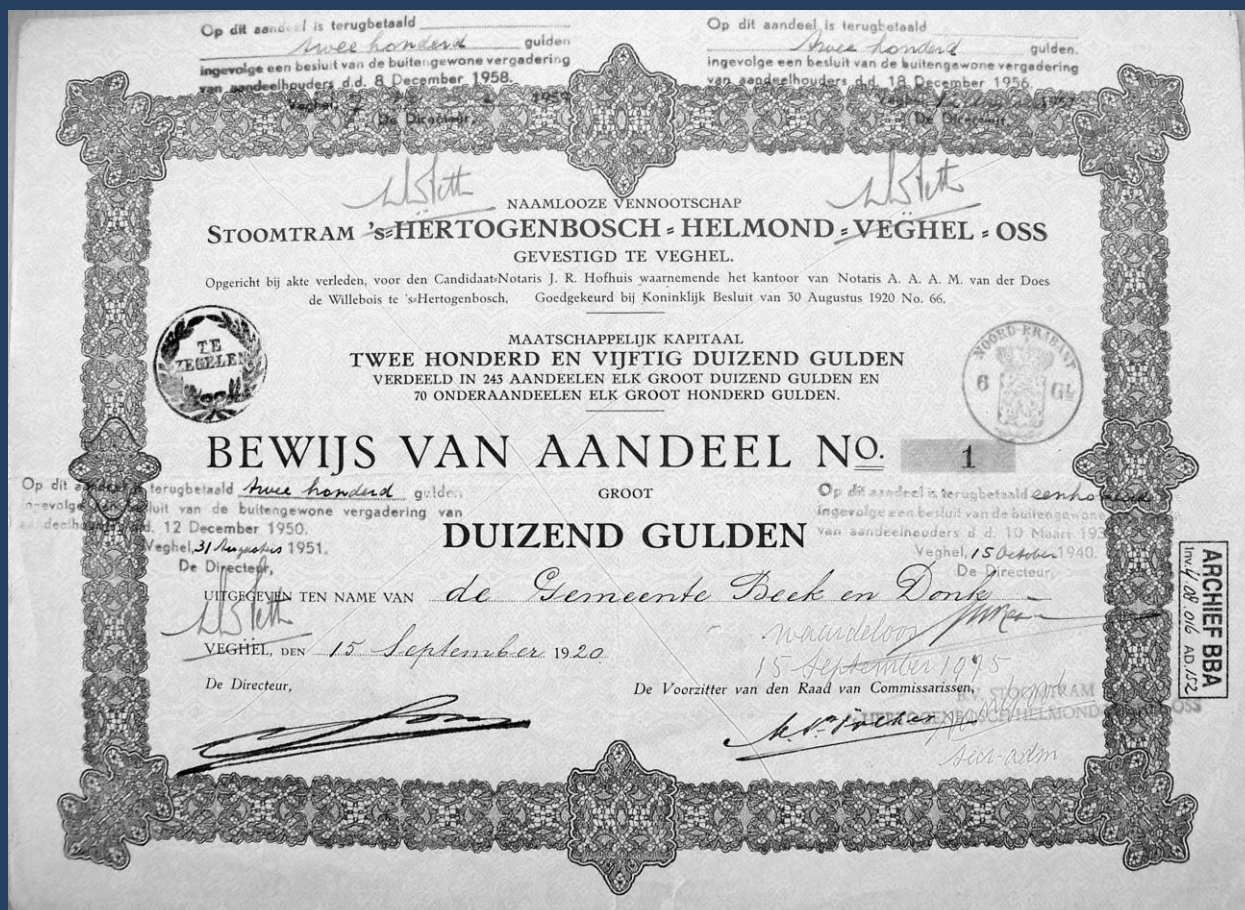 Op dit aandeel is terugbetaald
twee honderd gulden
ingevolge een besluit van de buitengewone vergadering
van aandeelhouders d.d. 8 December 1958.
Veghel, 1959
De Directeur,
Op dit aandeel is terugbetaald
twee honderd gulden.
ingevolge een besluit van de buitengewone vergadering
van aandeelhouders d.d. 18 December 1956.
Veghel, 1957
De Directeur,
NAAMLOOZE VENNOOTSCHAP
STOOMTRAM 's-HERTOGENBOSCH - HELMOND - VEGHEL - OSS
GEVESTIGD TE VEGHEL.
Opgericht bij akte verleden, voor den Candidaat-Notaris J. R. Hofhuis waarnemende het kantoor van Notaris A. A. A. M. van der Does
de Willebois te 's-Hertogenbosch, Goedgekeurd bij Koninklijk Besluit van 30 Augustus 1920 No. 66.
TE
ZEGELEN
MAATSCHAPPELIJK KAPITAAL
TWEE HONDERD EN VIJFTIG DUIZEND GULDEN
VERDEELD IN 243 AANDEELEN ELK GROOT DUIZEND GULDEN EN
70 ONDERAANDEELEN ELK GROOT HONDERD GULDEN.
NOORD-BRABANT
6 GL
BEWIJS VAN AANDEEL No. 1
Op dit aandeel is terugbetaald twee honderd gulden
ingevolge een besluit van de buitengewone vergadering van
aandeelhouders d.d. 12 December 1950.
Veghel, 31 Augustus 1951.
De Directeur,
GROOT
DUIZEND GULDEN
Op dit aandeel is terugbetaald
ingevolge een besluit van de buitengewone
van aandeelhouders d.d. 10 Maart
Veghel, 15 October 1940.
De Directeur,
UITGEGEVEN TEN NAME VAN de Gemeente Beek en Donk
waardeloos
VEGHEL, DEN 15 September 1920
15 September 1975
De Directeur,
De Voorzitter van den Raad van Commissarissen,
STOOMTRAM
HERTOGENBOSCH/HELMOND OSS
ARCHIEF BBA